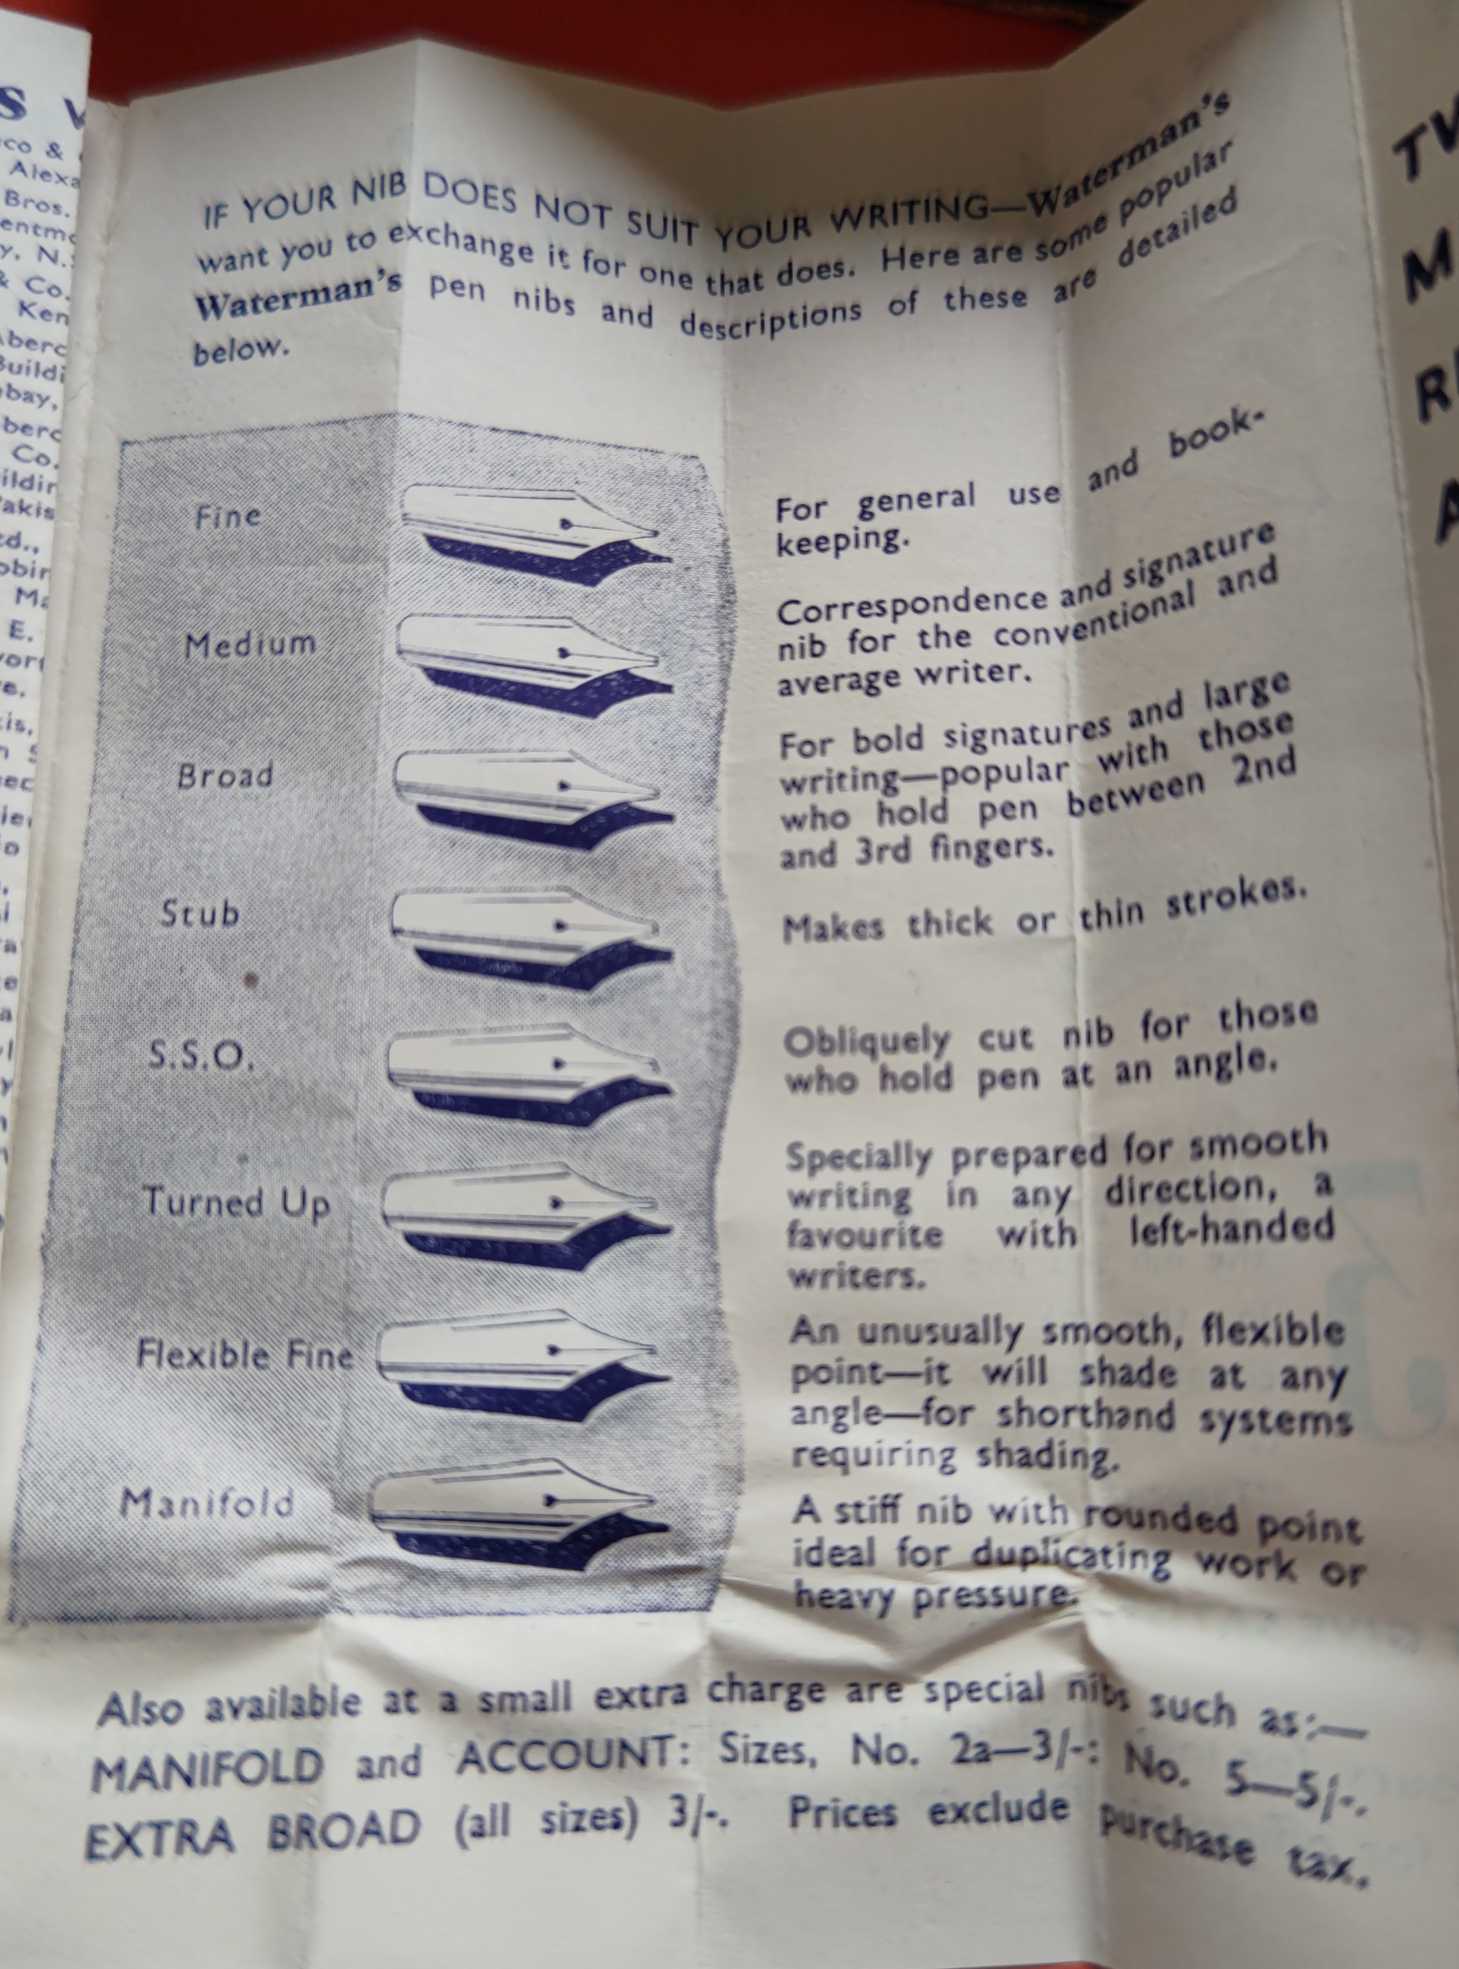 IF YOUR NIB DOES NOT SUIT YOUR WRITING—Waterman's
want you to exchange it for one that does. Here are some popular
Waterman's pen nibs and descriptions of these are detailed
below.
Fine
For general use and book-
keeping.
Medium
Correspondence and signature
nib for the conventional and
average writer.
Broad
For bold signatures and large
writing—popular with those
who hold pen between 2nd
and 3rd fingers.
Stub
Makes thick or thin strokes.
S.S.O.
Obliquely cut nib for those
who hold pen at an angle.
Turned Up
Specially prepared for smooth
writing in any direction, a
favourite with left-handed
writers.
Flexible Fine
An unusually smooth, flexible
point—it will shade at any
angle—for shorthand systems
requiring shading.
Manifold
A stiff nib with rounded point
ideal for duplicating work or
heavy pressure.
Also available at a small extra charge are special nibs such as:—
MANIFOLD and ACCOUNT: Sizes, No. 2a—3/-: No. 5—5/-.
EXTRA BROAD (all sizes) 3/-. Prices exclude purchase tax.